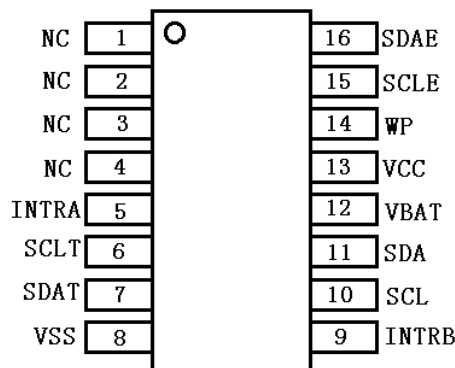 NC 1 16 SDAE
NC 2 15 SCLE
NC 3 14 WP
NC 4 13 VCC
INTRA 5 12 VBAT
SCLT 6 11 SDA
SDAT 7 10 SCL
VSS 8 9 INTRB